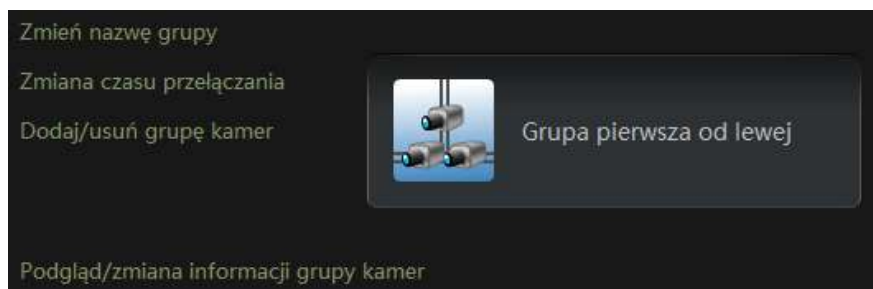 Zmień nazwę grupy
Zmiana czasu przełączania
Dodaj/usuń grupę kamer
Grupa pierwsza od lewej
Podgląd/zmiana informacji grupy kamer